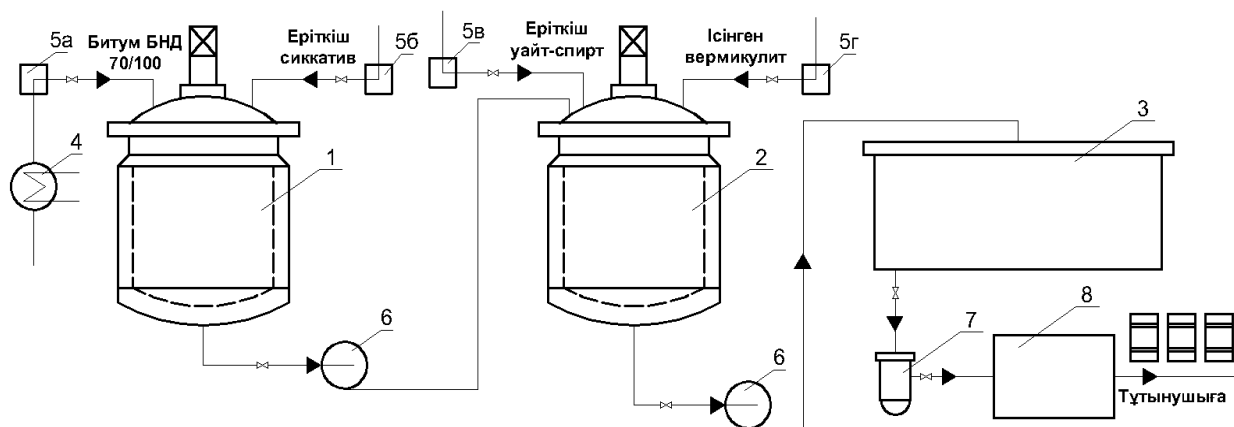 5а
Битум БНД
70/100
Еріткіш
сиккатив
5б
5в
Еріткіш
уайт-спирт
Ісінген
вермикулит
5г
4
1
2
3
6
6
7
8
Тұтынушыға